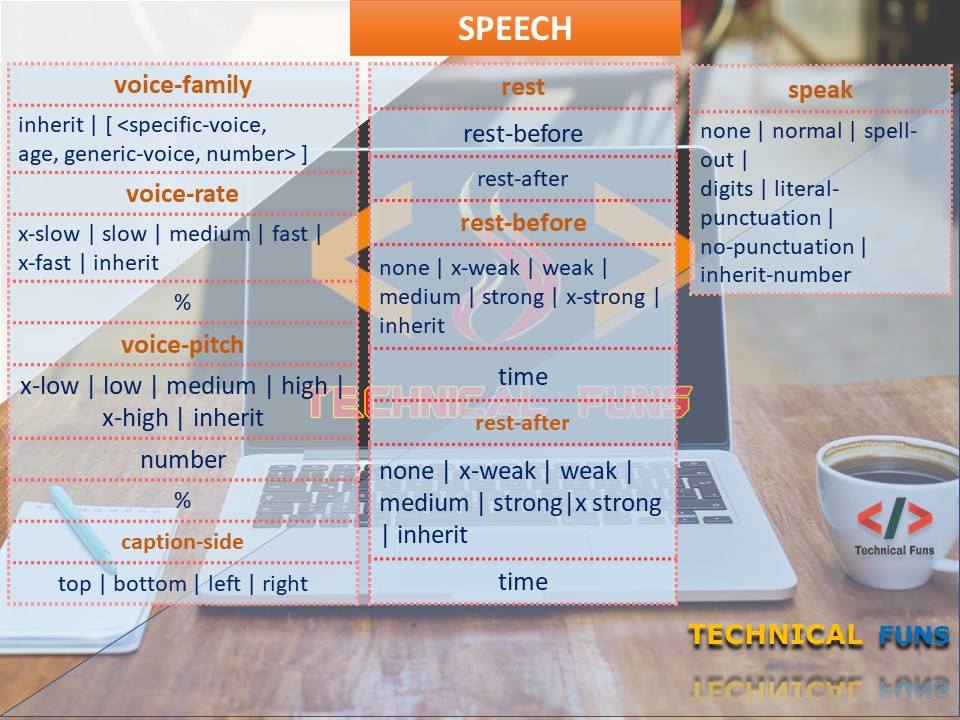 SPEECH
voice-family
inherit | [ <specific-voice,
age, generic-voice, number> ]
voice-rate
x-slow | slow | medium | fast |
x-fast | inherit
%
voice-pitch
x-low | low | medium | high |
x-high | inherit
number
%
caption-side
top | bottom | left | right
rest
rest-before
rest-after
rest-before
none | x-weak | weak |
medium | strong | x-strong |
inherit
time
rest-after
none | x-weak | weak |
medium | strong|x strong
| inherit
time
speak
none | normal | spell-
out |
digits | literal-
punctuation |
no-punctuation |
inherit-number
TECHNICAL FUNS
</>
Technical Funs
TECHNICAL FUNS